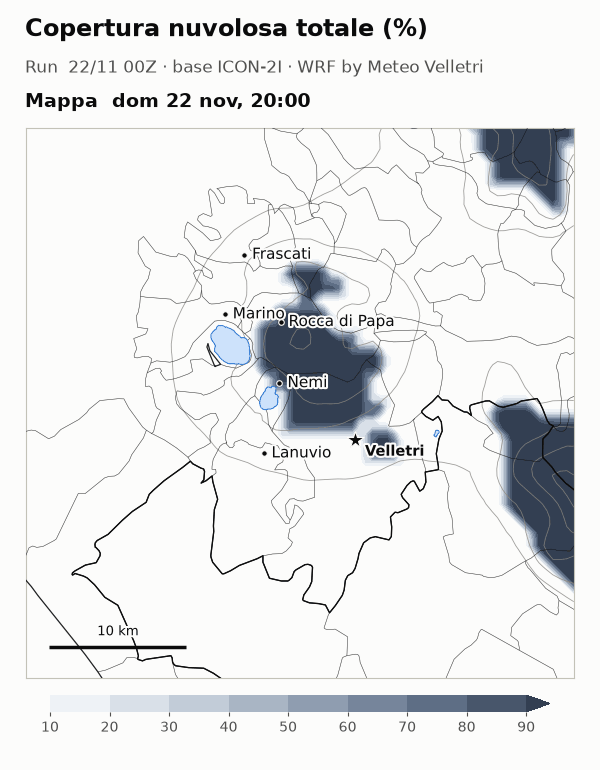 Copertura nuvolosa totale (%)
Run 22/11 00Z · base ICON-2I · WRF by Meteo Velletri
Mappa dom 22 nov, 20:00
Frascati
Marino
Rocca di Papa
Nemi
Velletri
Lanuvio
10 km
10 20 30 40 50 60 70 80 90